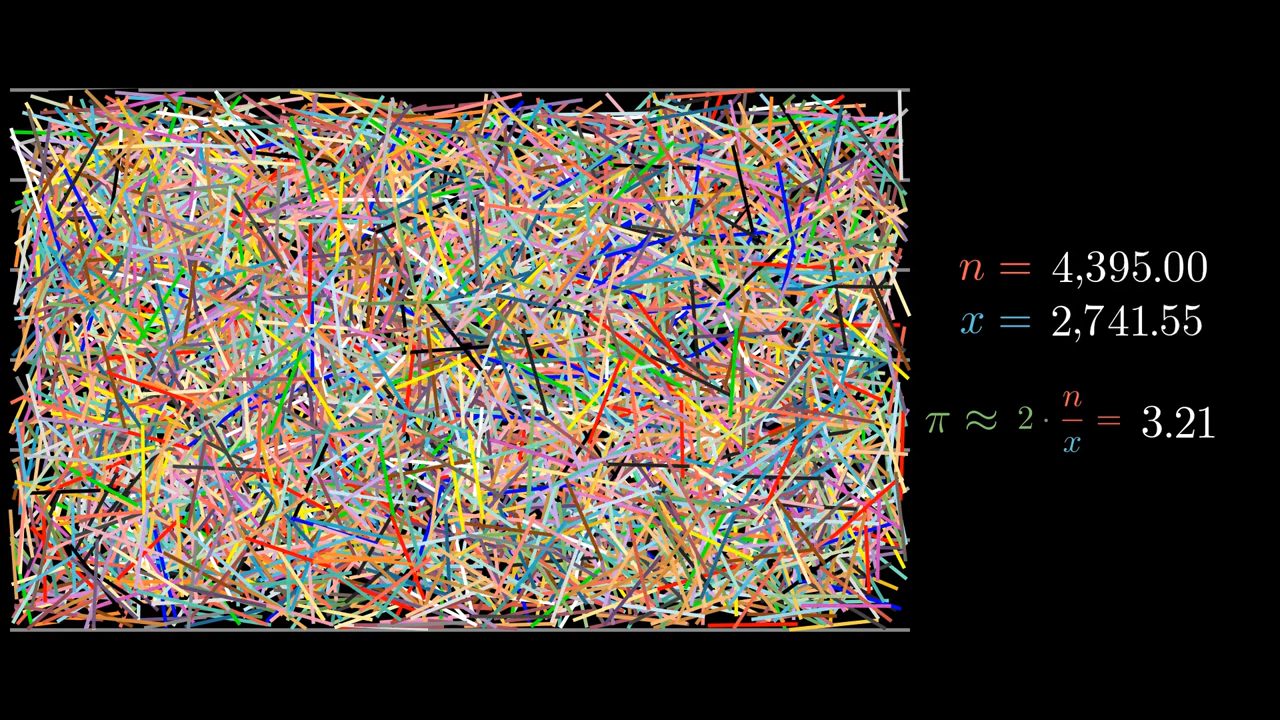 n = 4,395.00
x = 2,741.55
π ≈ 2 · n/x = 3.21